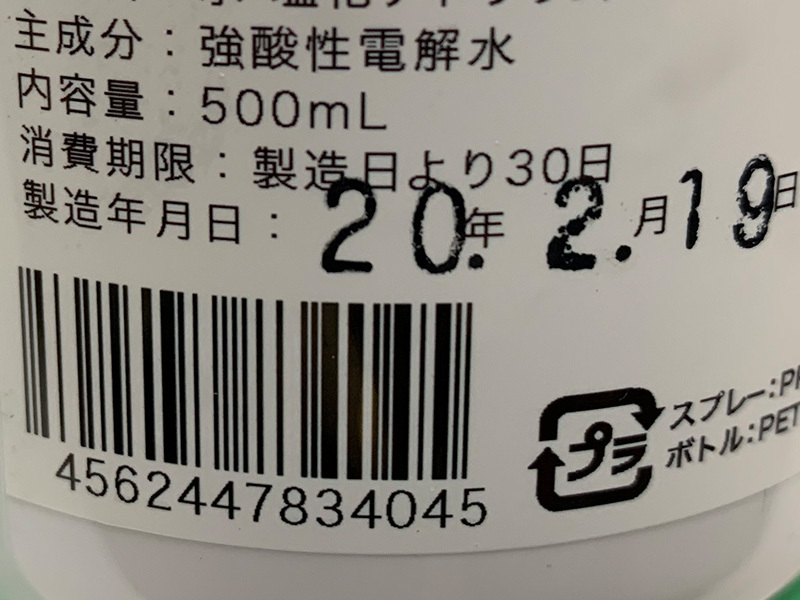 主成分：強酸性電解水
内容量：500mL
消費期限：製造日より30日
製造年月日：20.年 2.月19日
4562447834045
プラ
スプレー：P
ボトル：PET